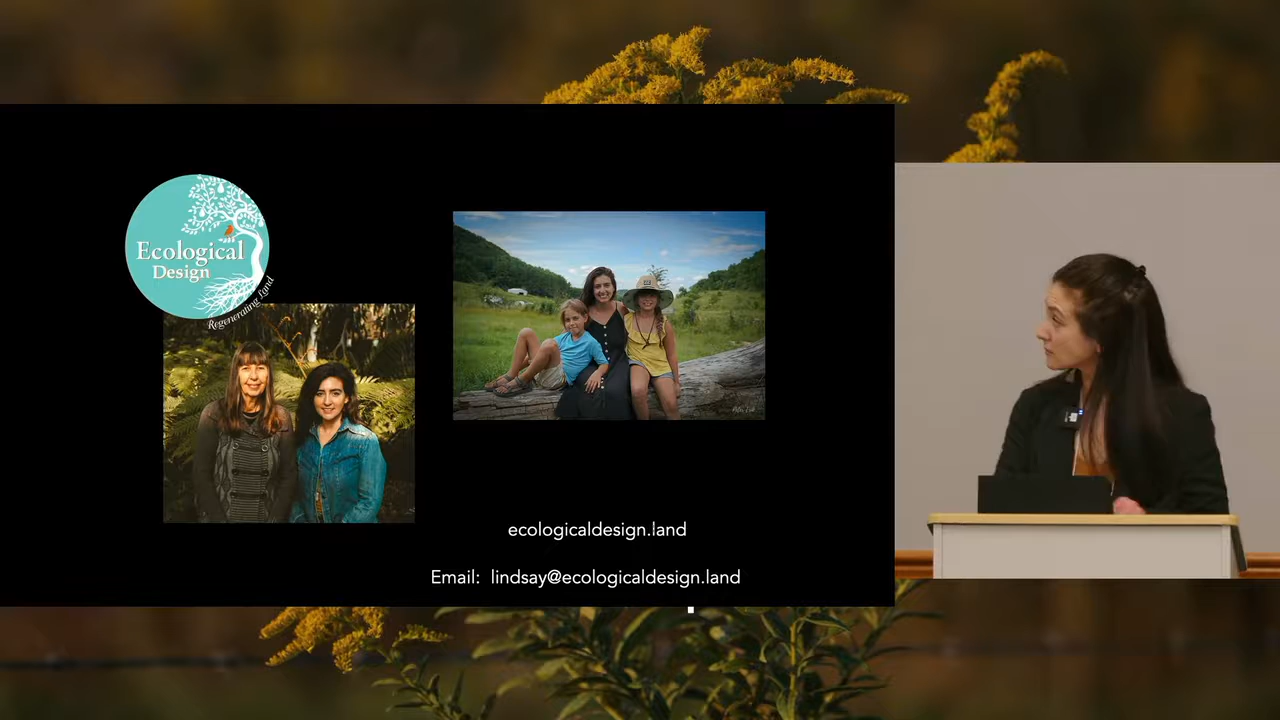 Ecological
Design
Regenerating Land
ecologicaldesign.land
Email: lindsay@ecologicaldesign.land